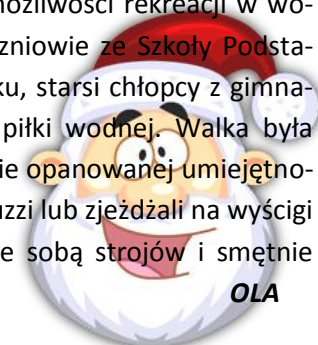 możliwości rekreacji w wo-
zniowie ze Szkoły Podsta-
ku, starsi chłopcy z gimna-
piłki wodnej. Walka była
ie opanowanej umiejętno-
uzzi lub zjeżdżali na wyścigi
e sobą strojów i smętnie
OLA